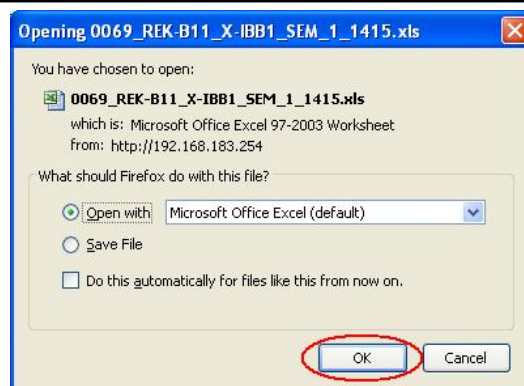 Opening 0069_REK-B11_X-IBB1_SEM_1_1415.xls
You have chosen to open:
0069_REK-B11_X-IBB1_SEM_1_1415.xls
which is: Microsoft Office Excel 97-2003 Worksheet
from: http://192.168.183.254
What should Firefox do with this file?
Open with Microsoft Office Excel (default)
Save File
Do this automatically for files like this from now on.
OK Cancel